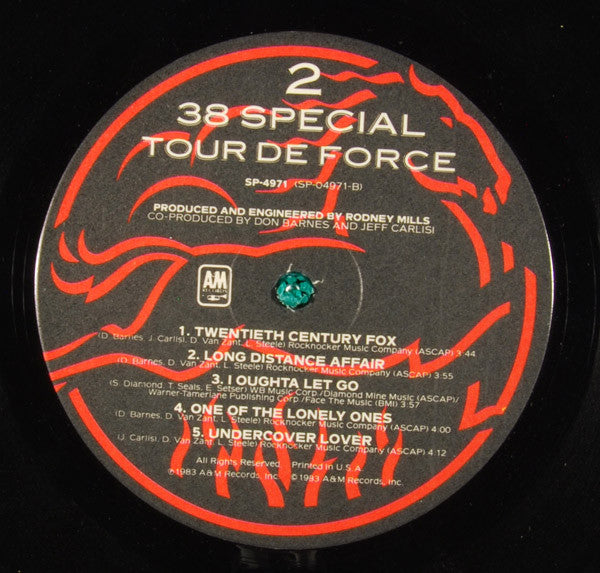 2
38 SPECIAL
TOUR DE FORCE
SP-4971 (SP-04971-B)
PRODUCED AND ENGINEERED BY RODNEY MILLS
CO-PRODUCED BY DON BARNES AND JEFF CARLISI
AM
RECORDS
1. TWENTIETH CENTURY FOX
(D. Barnes, J. Carlisi, D. Van Zant, L. Steele) Rocknocker Music Company (ASCAP) 3:44
2. LONG DISTANCE AFFAIR
(D. Barnes, D. Van Zant, L. Steele) Rocknocker Music Company (ASCAP) 3:55
3. I OUGHTA LET GO
(S. Diamond, T. Seals, E. Setser) WB Music Corp./Diamond Mine Music (ASCAP)/
Warner-Tamerlane Publishing Corp./Face The Music (BMI) 3:57
4. ONE OF THE LONELY ONES
(D. Barnes, D. Van Zant, L. Steele) Rocknocker Music Company (ASCAP) 4:00
5. UNDERCOVER LOVER
(J. Carlisi, D. Van Zant, L. Steele) Rocknocker Music Company (ASCAP) 4:12
All Rights Reserved. Printed in U.S.A.
℗1983 A&M Records, Inc. ©1983 A&M Records, Inc.